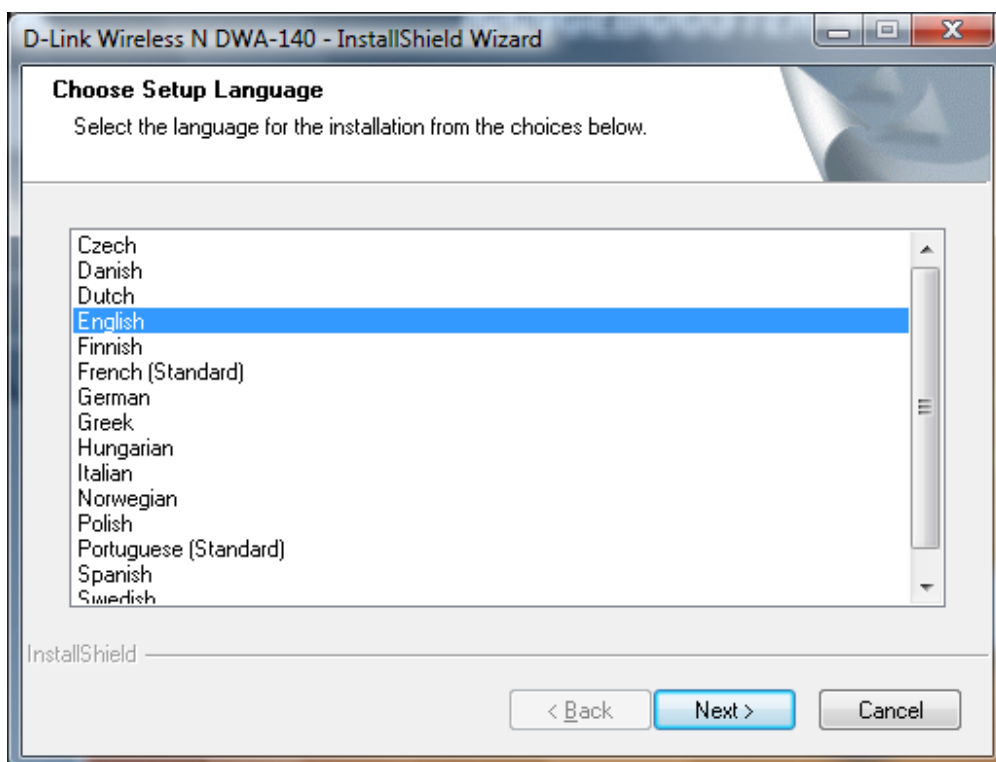 D-Link Wireless N DWA-140 - InstallShield Wizard
Choose Setup Language
Select the language for the installation from the choices below.
Czech
Danish
Dutch
English
Finnish
French (Standard)
German
Greek
Hungarian
Italian
Norwegian
Polish
Portuguese (Standard)
Spanish
Swedish
InstallShield
< Back
Next >
Cancel